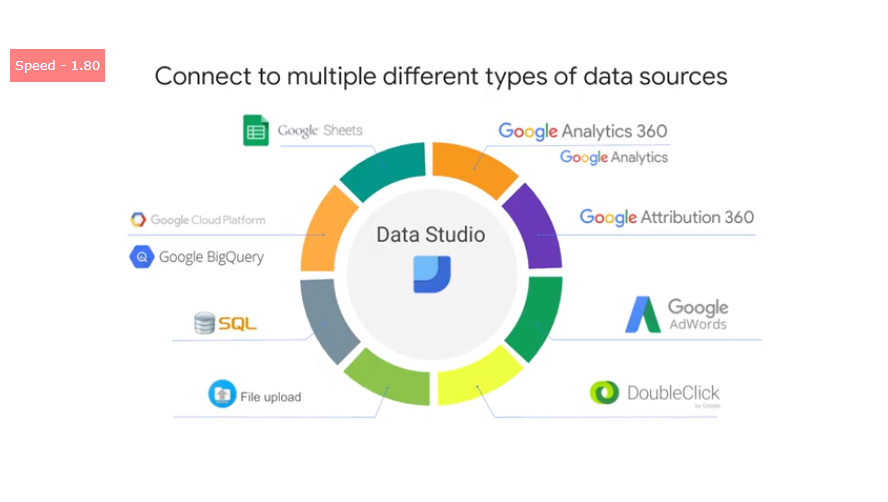 Speed - 1.80
Connect to multiple different types of data sources
Google Sheets
Google Analytics 360
Google Analytics
Google Cloud Platform
Google Attribution 360
Data Studio
Google BigQuery
SQL
Google
AdWords
File upload
DoubleClick
by Google